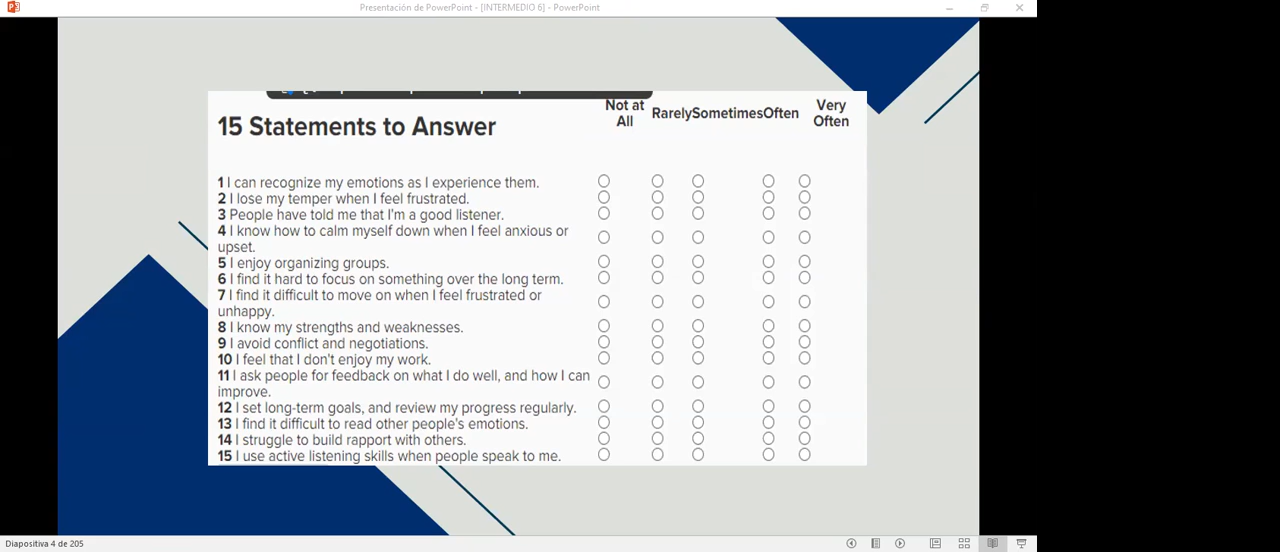 Presentación de PowerPoint - [INTERMEDIO 6] - PowerPoint
15 Statements to Answer
Not at
All
Rarely Sometimes Often
Very
Often
1 I can recognize my emotions as I experience them.
2 I lose my temper when I feel frustrated.
3 People have told me that I'm a good listener.
4 I know how to calm myself down when I feel anxious or
upset.
5 I enjoy organizing groups.
6 I find it hard to focus on something over the long term.
7 I find it difficult to move on when I feel frustrated or
unhappy.
8 I know my strengths and weaknesses.
9 I avoid conflict and negotiations.
10 I feel that I don't enjoy my work.
11 I ask people for feedback on what I do well, and how I can
improve.
12 I set long-term goals, and review my progress regularly.
13 I find it difficult to read other people's emotions.
14 I struggle to build rapport with others.
15 I use active listening skills when people speak to me.
Diapositiva 4 de 205